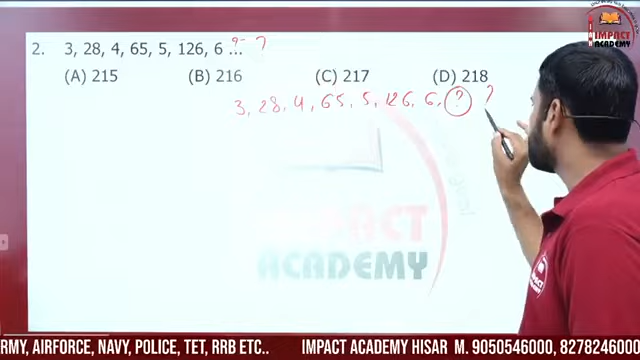 IMPACT
ACADEMY
2. 3, 28, 4, 65, 5, 126, 6 ... ?
(A) 215 (B) 216 (C) 217 (D) 218
3, 28, 4, 65, 5, 126, 6, ? ?
IMPACT
ACADEMY
IMPACT
RMY, AIRFORCE, NAVY, POLICE, TET, RRB ETC.. IMPACT ACADEMY HISAR M. 9050546000, 8278246000